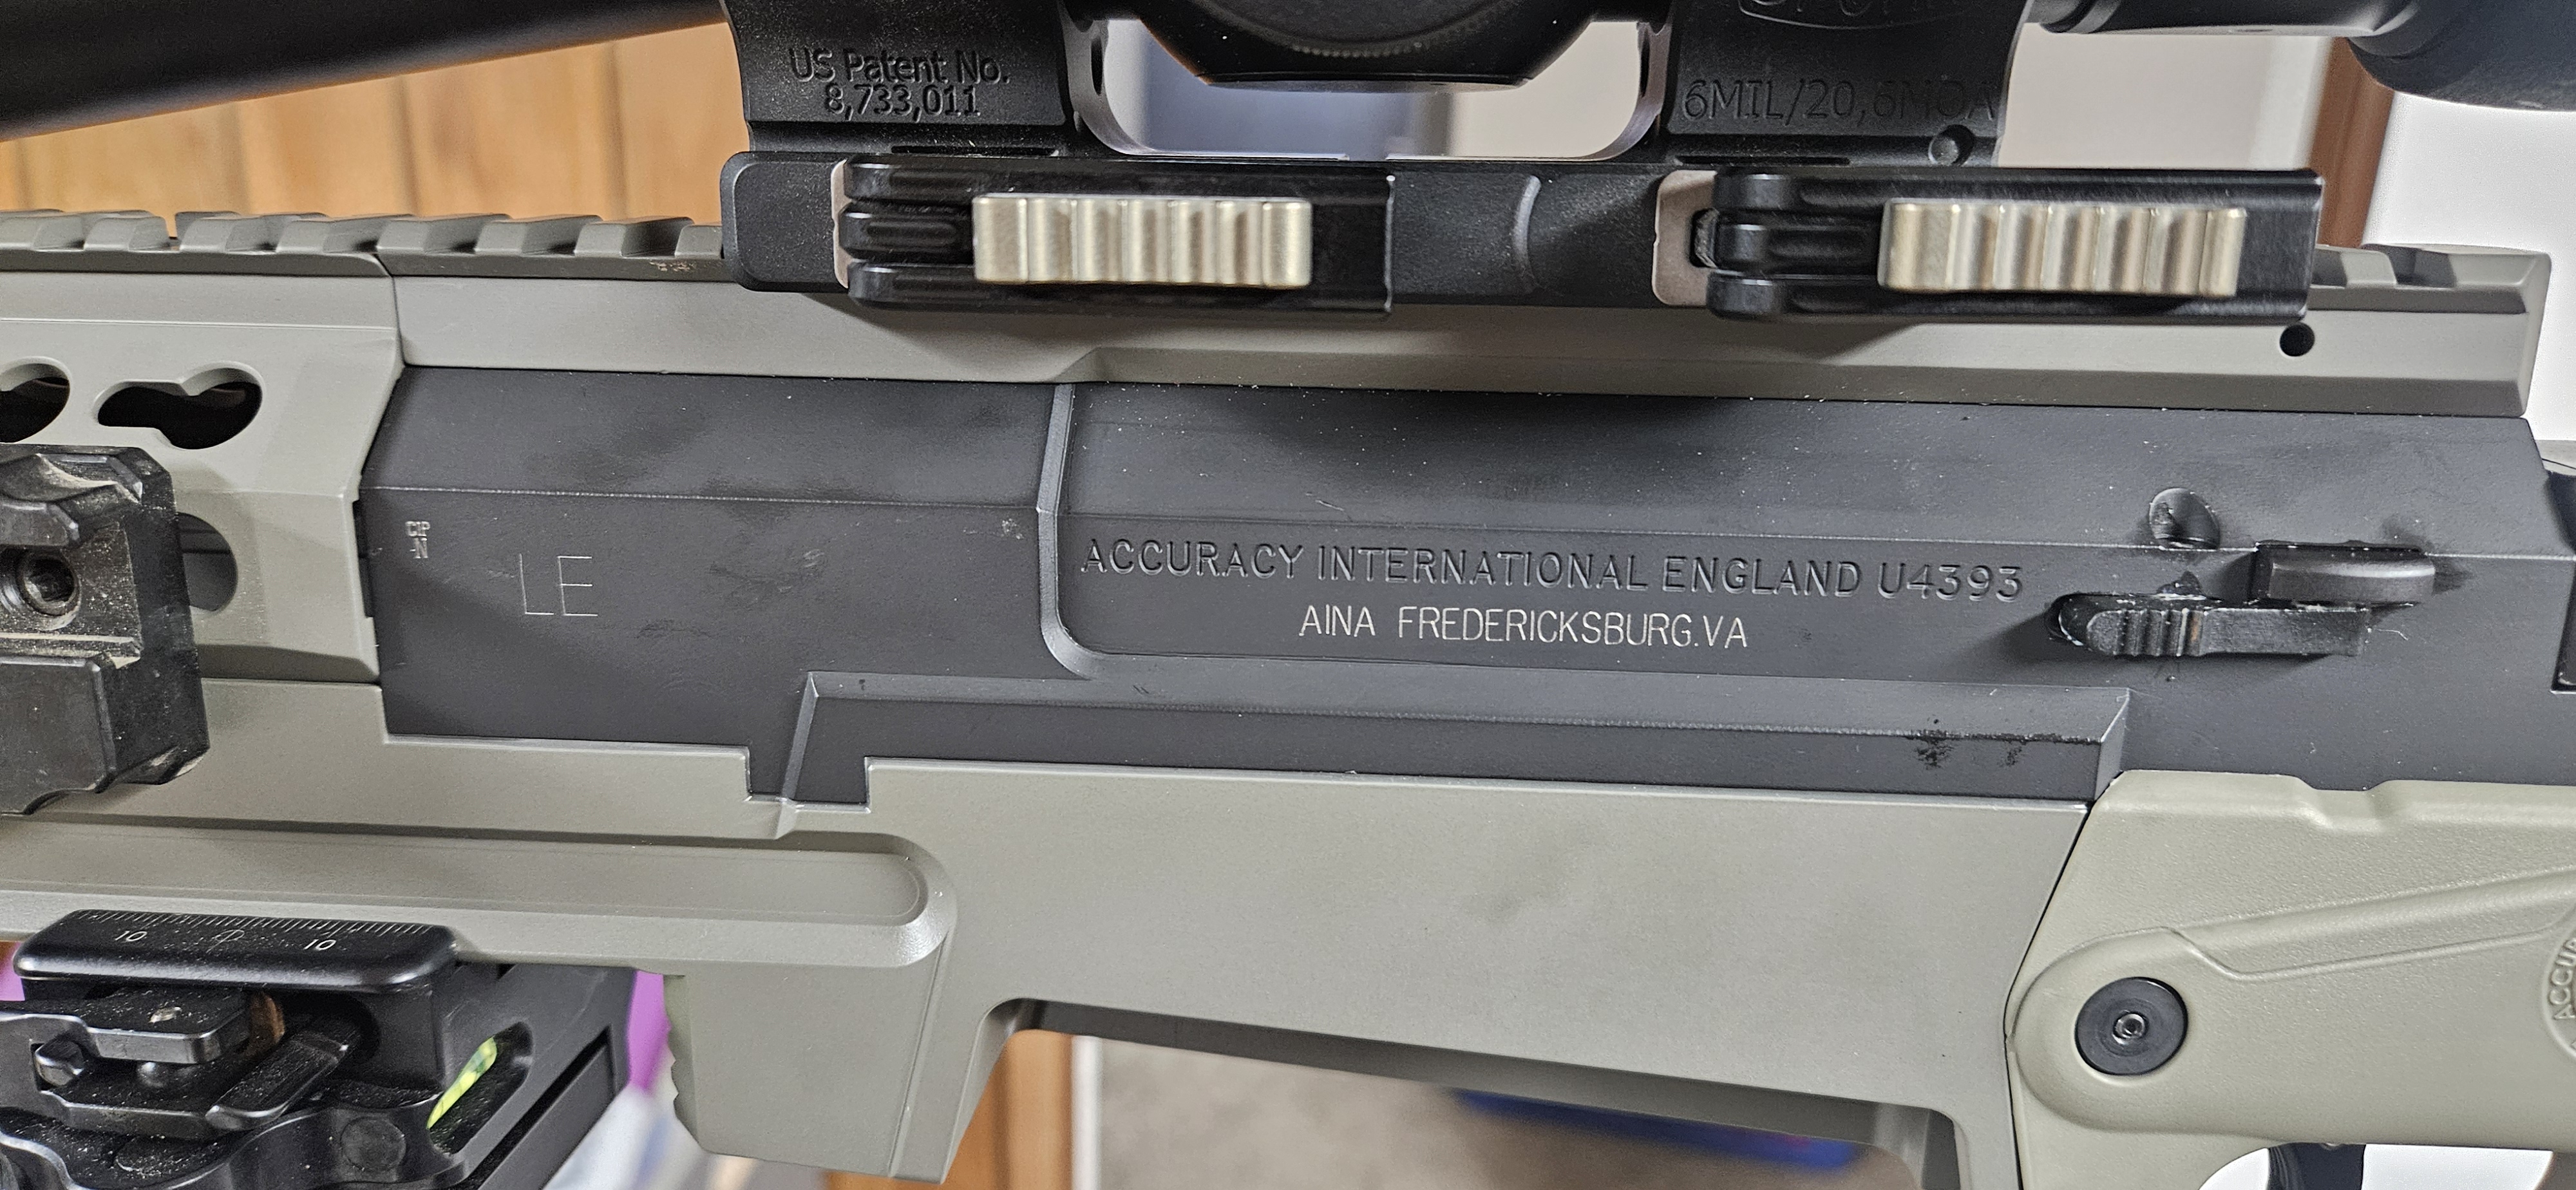 US Patent No.
8,733,011
6MIL/20,6MOA
CIP
N
LE
ACCURACY INTERNATIONAL ENGLAND U4393
AINA FREDERICKSBURG.VA
10 10